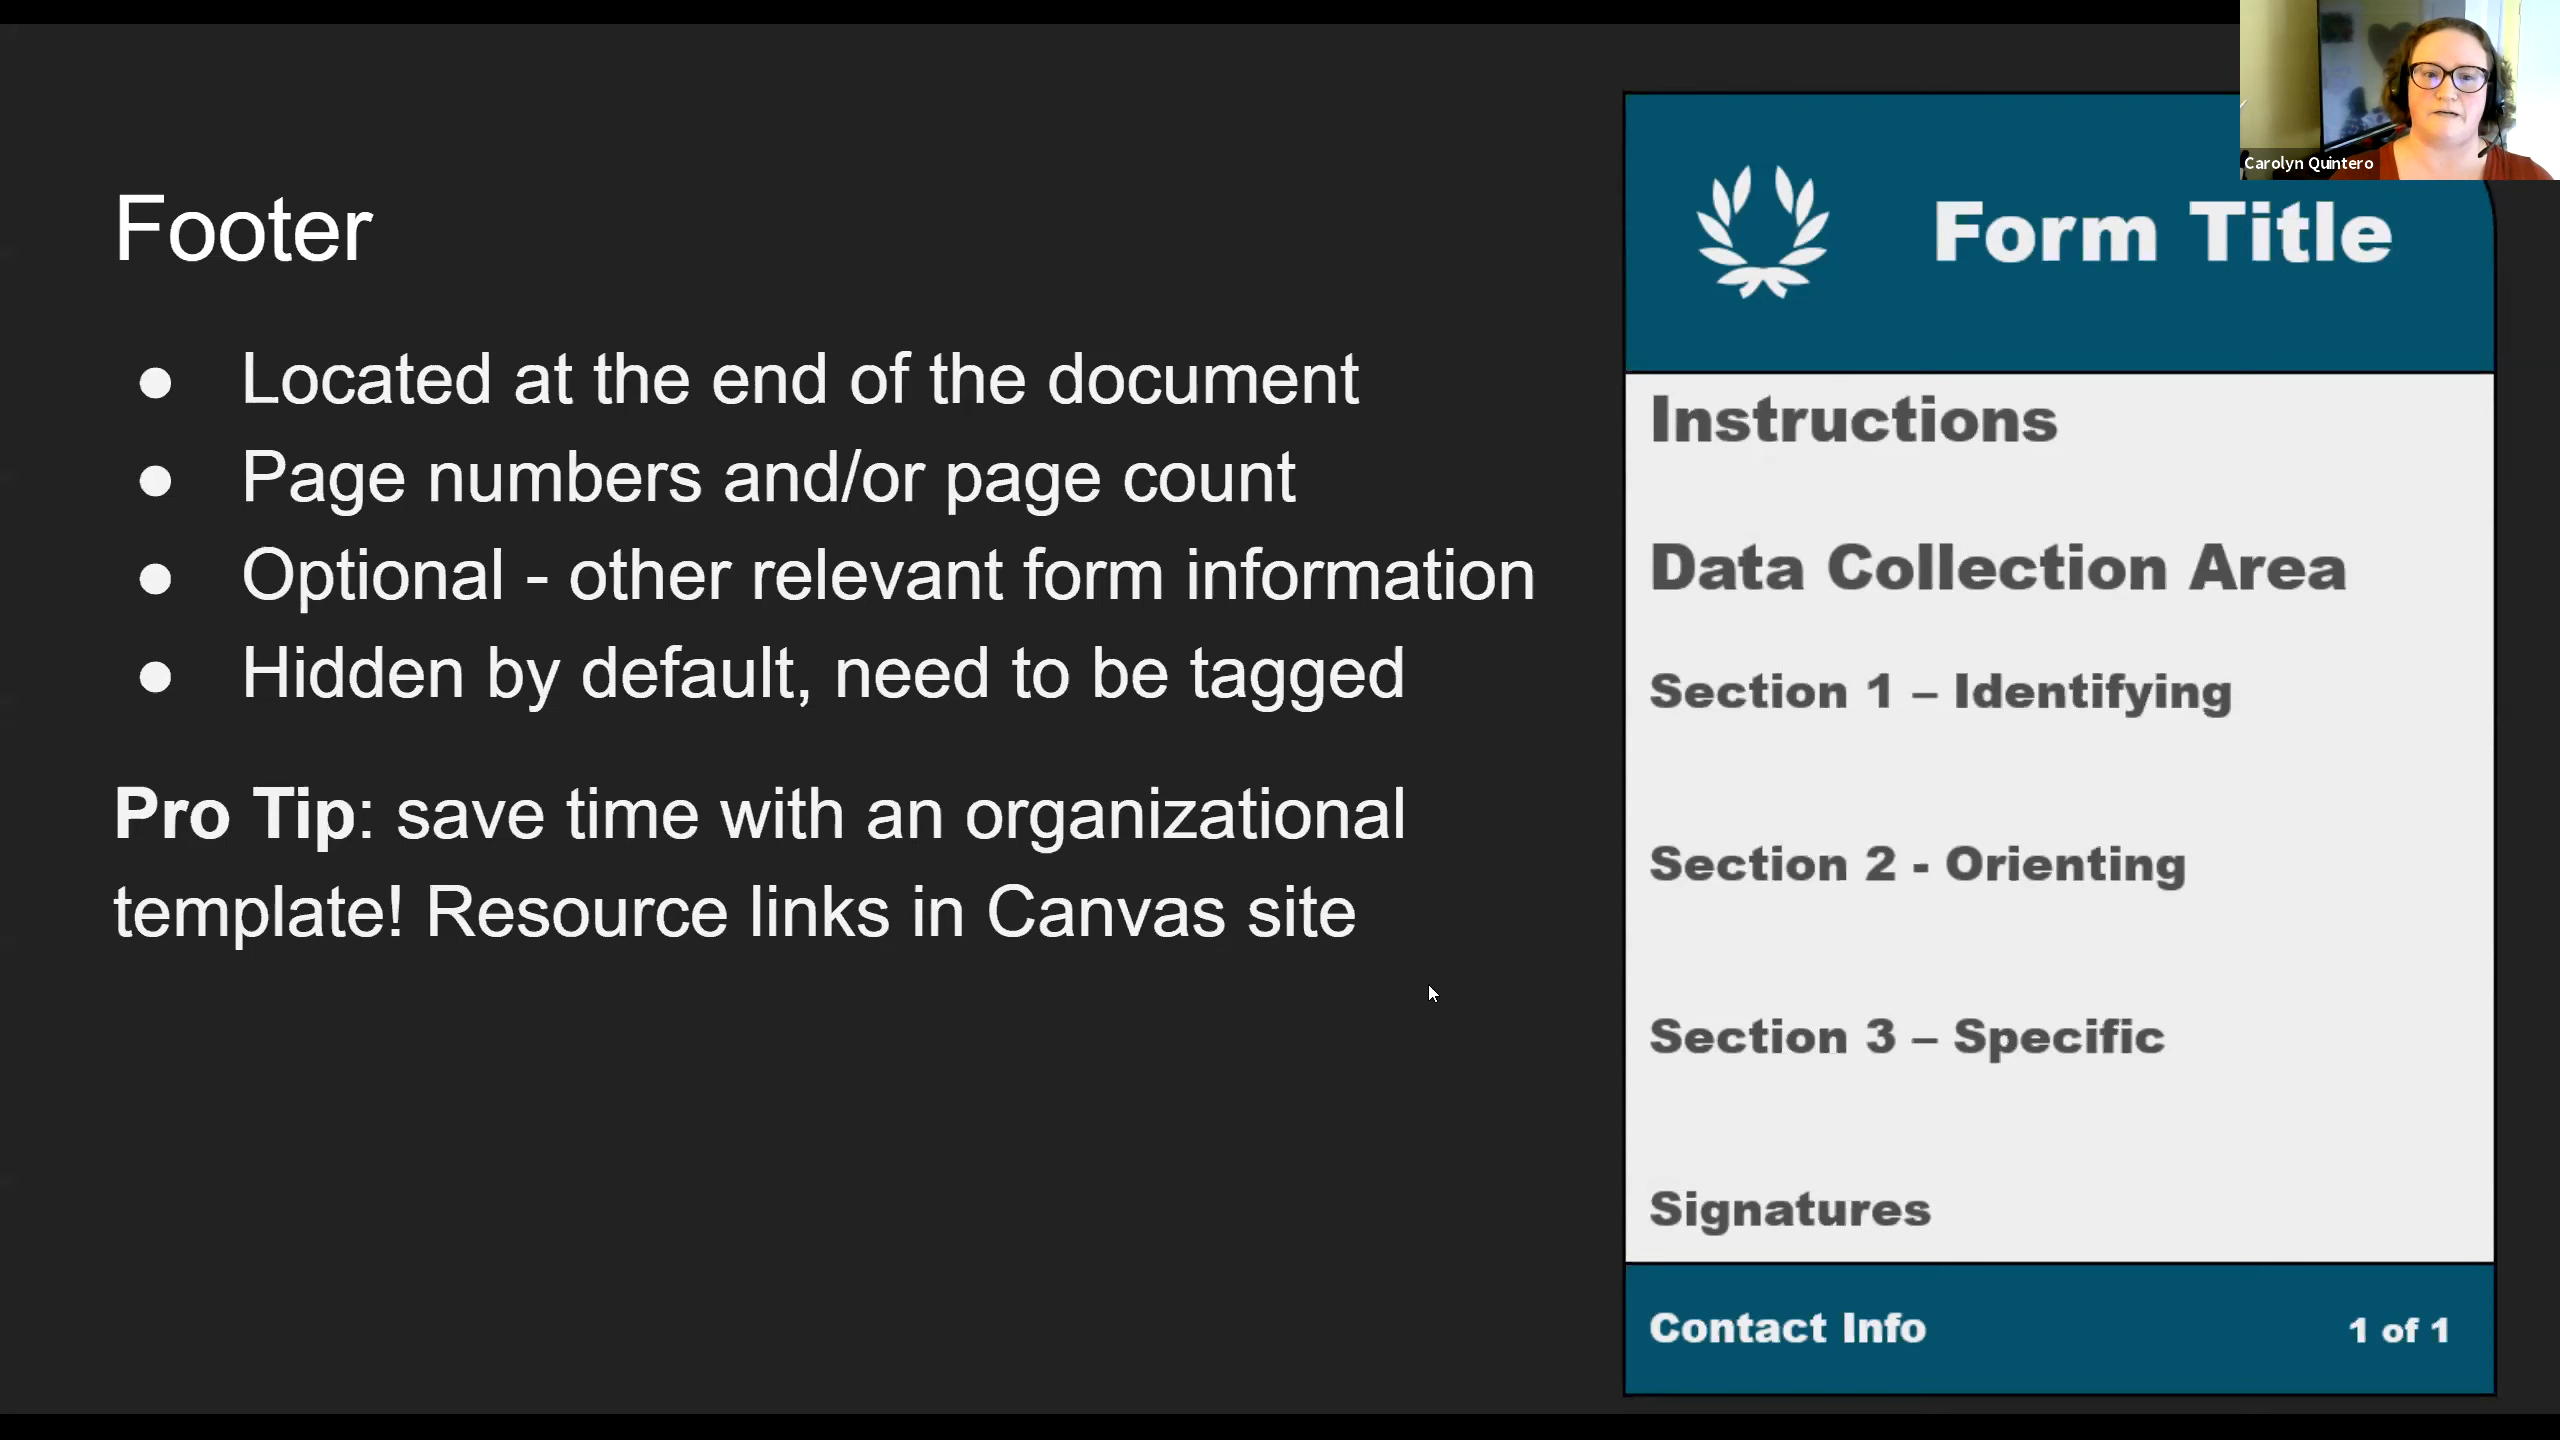 Footer
● Located at the end of the document
● Page numbers and/or page count
● Optional - other relevant form information
● Hidden by default, need to be tagged
Pro Tip: save time with an organizational
template! Resource links in Canvas site
Carolyn Quintero
Form Title
Instructions
Data Collection Area
Section 1 – Identifying
Section 2 - Orienting
Section 3 – Specific
Signatures
Contact Info
1 of 1